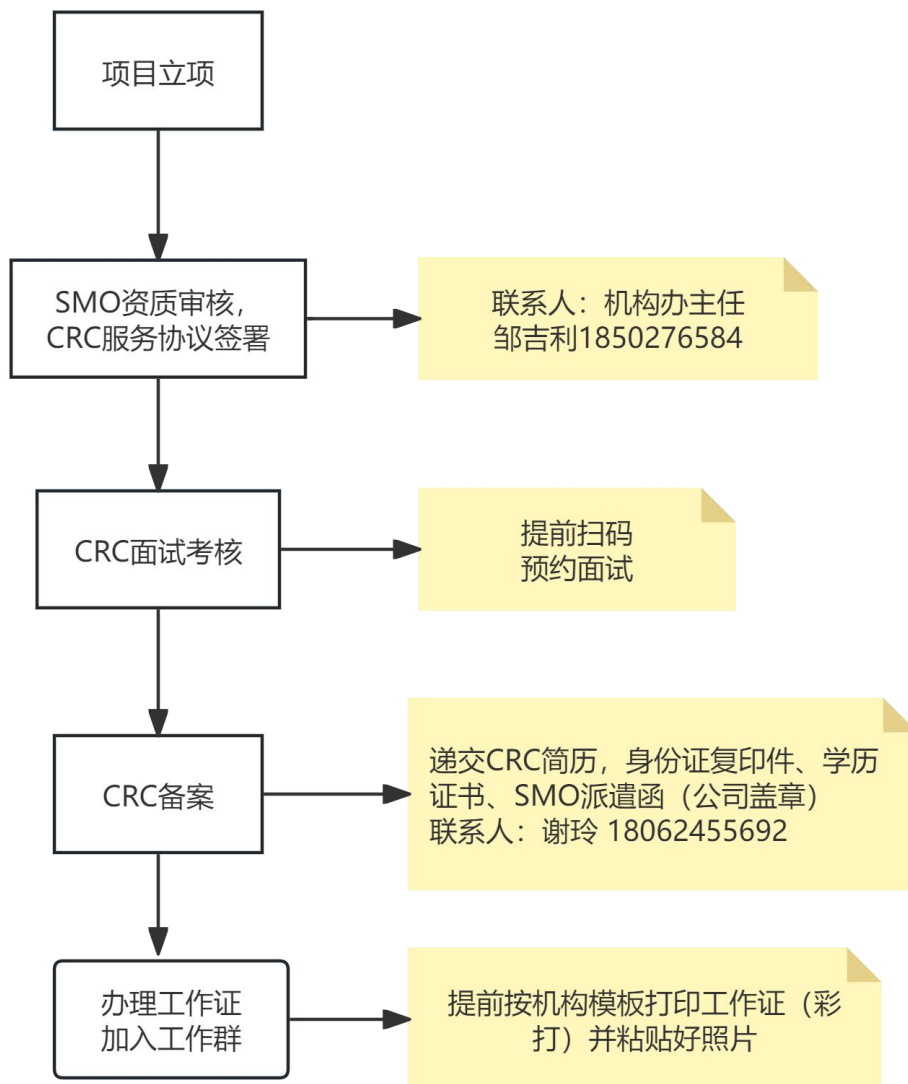 项目立项
SMO资质审核，
CRC服务协议签署
联系人：机构办主任
邹吉利1850276584
CRC面试考核
提前扫码
预约面试
CRC备案
递交CRC简历，身份证复印件、学历
证书、SMO派遣函（公司盖章）
联系人：谢玲 18062455692
办理工作证
加入工作群
提前按机构模板打印工作证（彩
打）并粘贴好照片